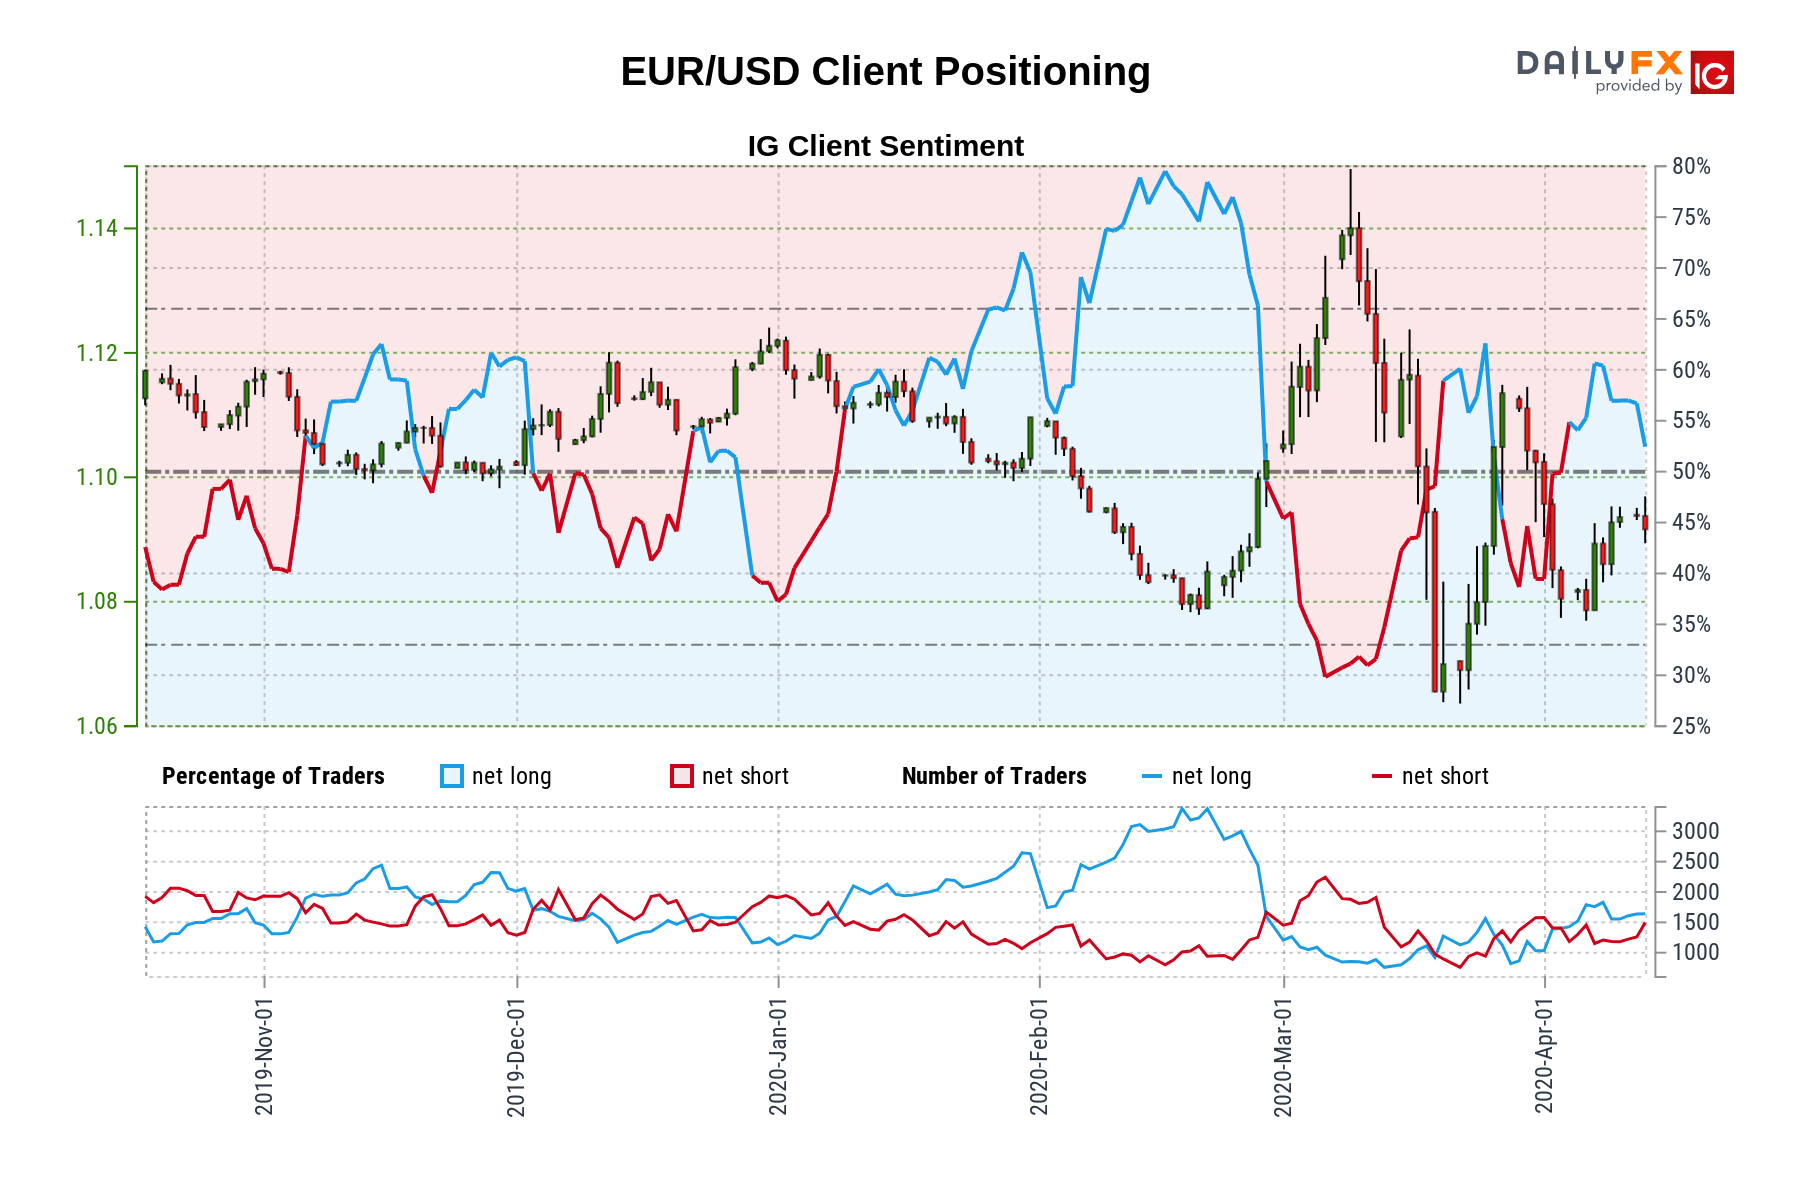 EUR/USD Client Positioning
DAILYFX
provided by IG
IG Client Sentiment
1.14
1.12
1.10
1.08
1.06
80%
75%
70%
65%
60%
55%
50%
45%
40%
35%
30%
25%
Percentage of Traders net long net short Number of Traders net long net short
3000
2500
2000
1500
1000
2019-Nov-01
2019-Dec-01
2020-Jan-01
2020-Feb-01
2020-Mar-01
2020-Apr-01